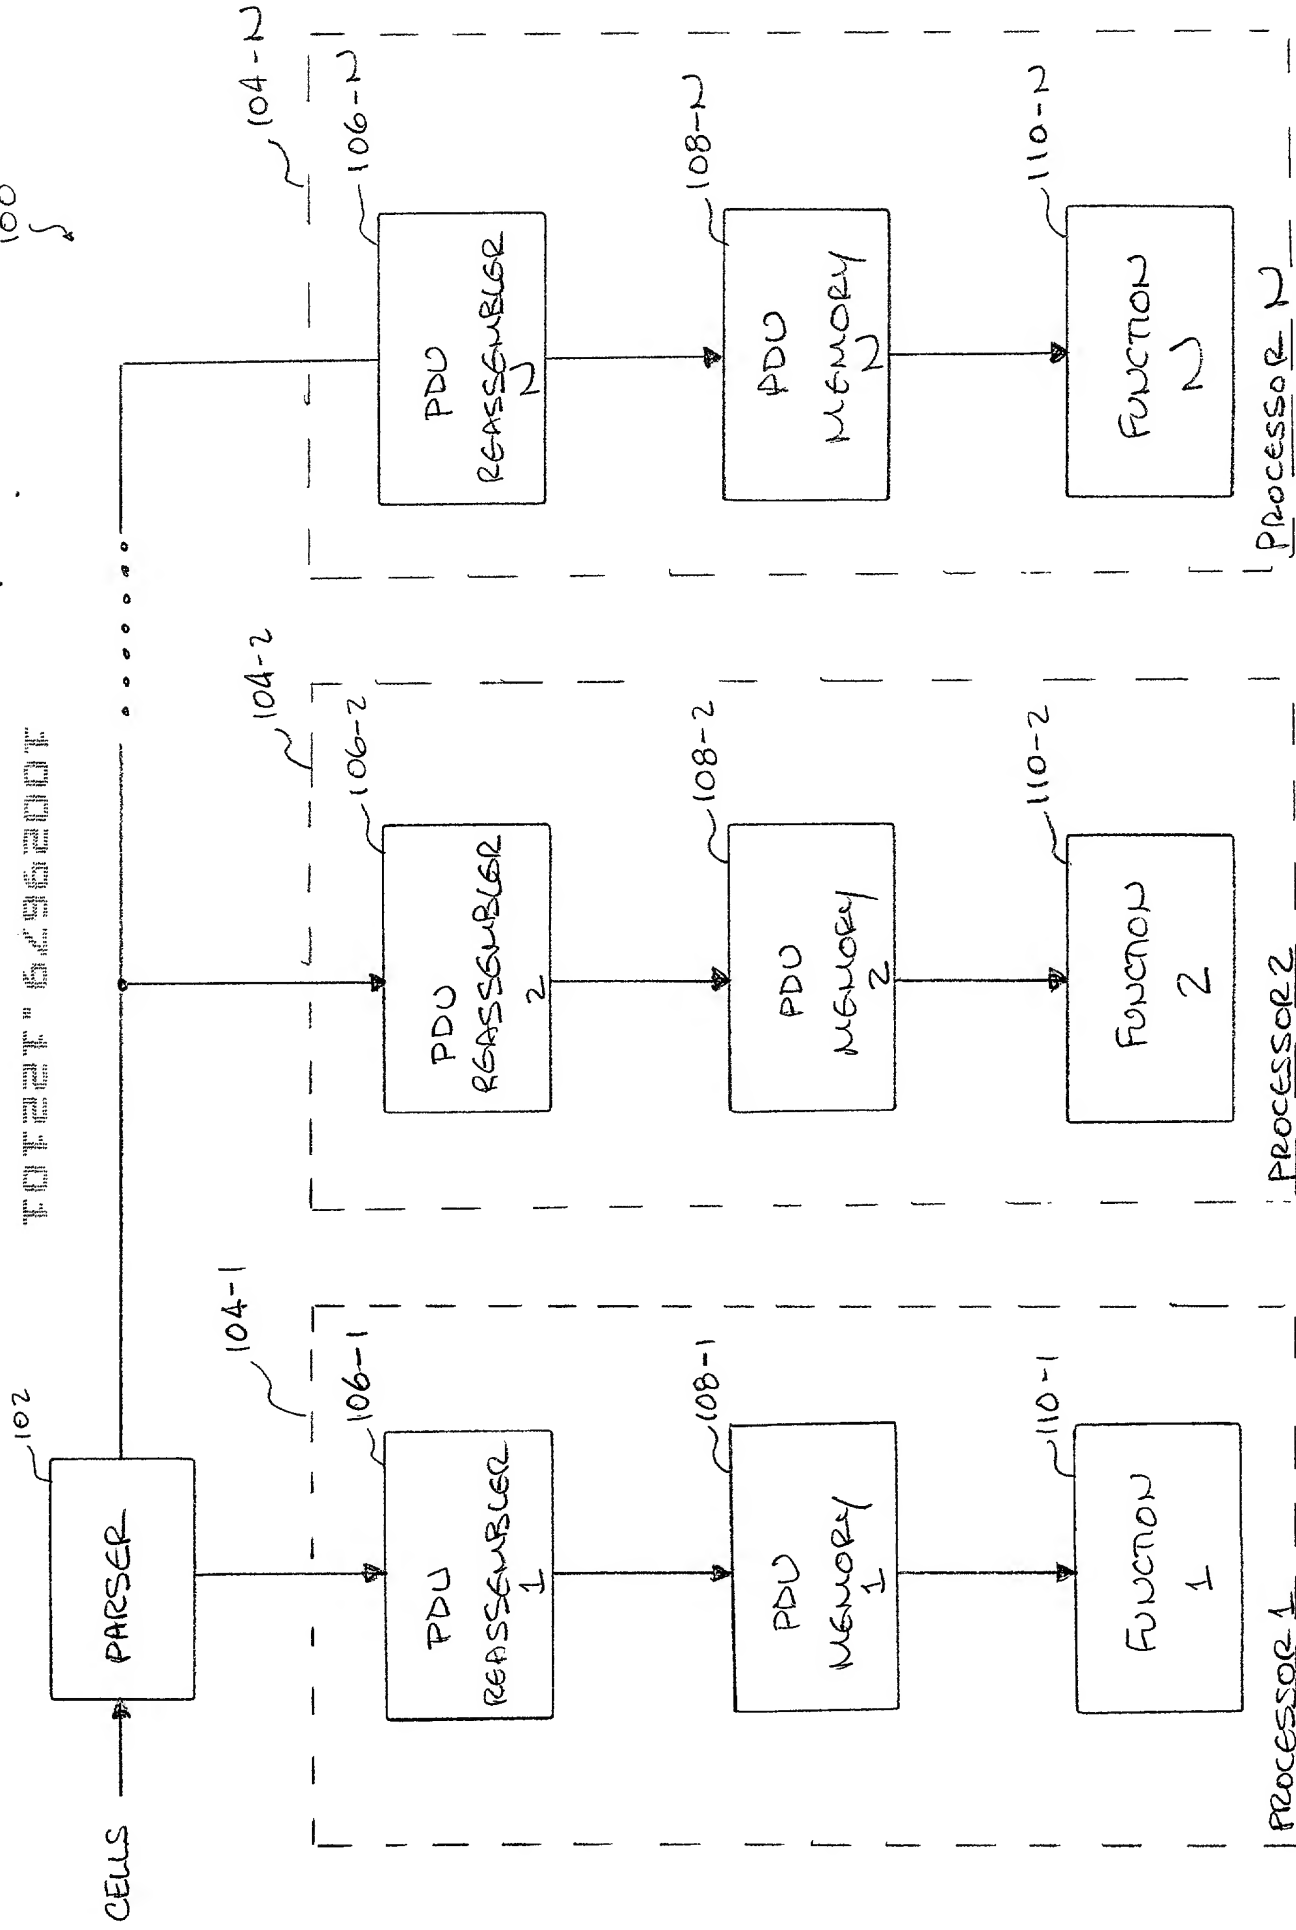 100
10029679.122101
102
CELLS
PARSER
104-1
104-2
104-N
106-1
106-2
106-N
PDU
REASSEMBLER
1
PDU
REASSEMBLER
2
PDU
REASSEMBLER
N
108-1
108-2
108-N
PDU
MEMORY
1
PDU
MEMORY
2
PDU
MEMORY
N
110-1
110-2
110-N
FUNCTION
1
FUNCTION
2
FUNCTION
N
PROCESSOR 1
PROCESSOR 2
PROCESSOR N